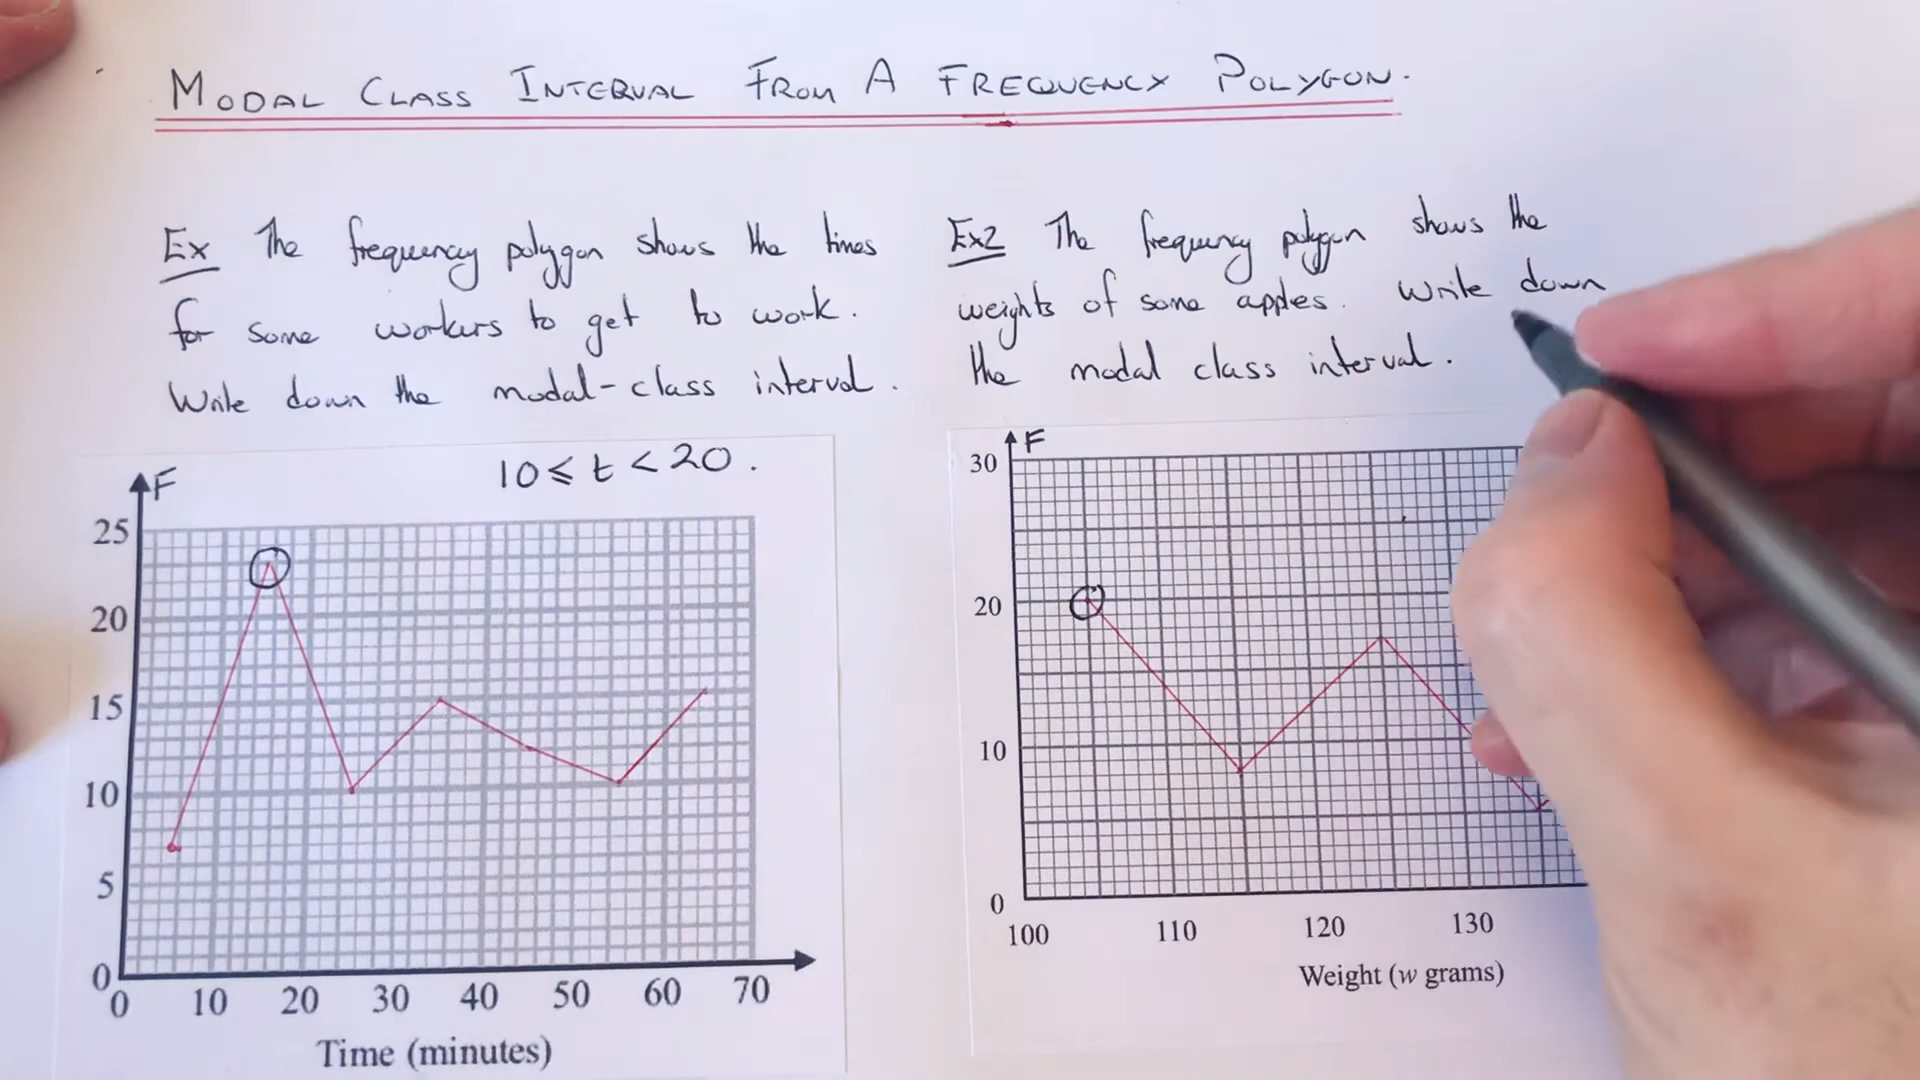 MODAL CLASS INTERVAL FROM A FREQUENCY POLYGON.
Ex The frequency polygon shows the times
for some workers to get to work.
Write down the modal-class interval.
10 ≤ t < 20.
F
25
20
15
10
5
0
0 10 20 30 40 50 60 70
Time (minutes)
Ex2 The frequency polygon shows the
weights of some apples. Write down
the modal class interval.
F
30
20
10
0
100 110 120 130
Weight (w grams)